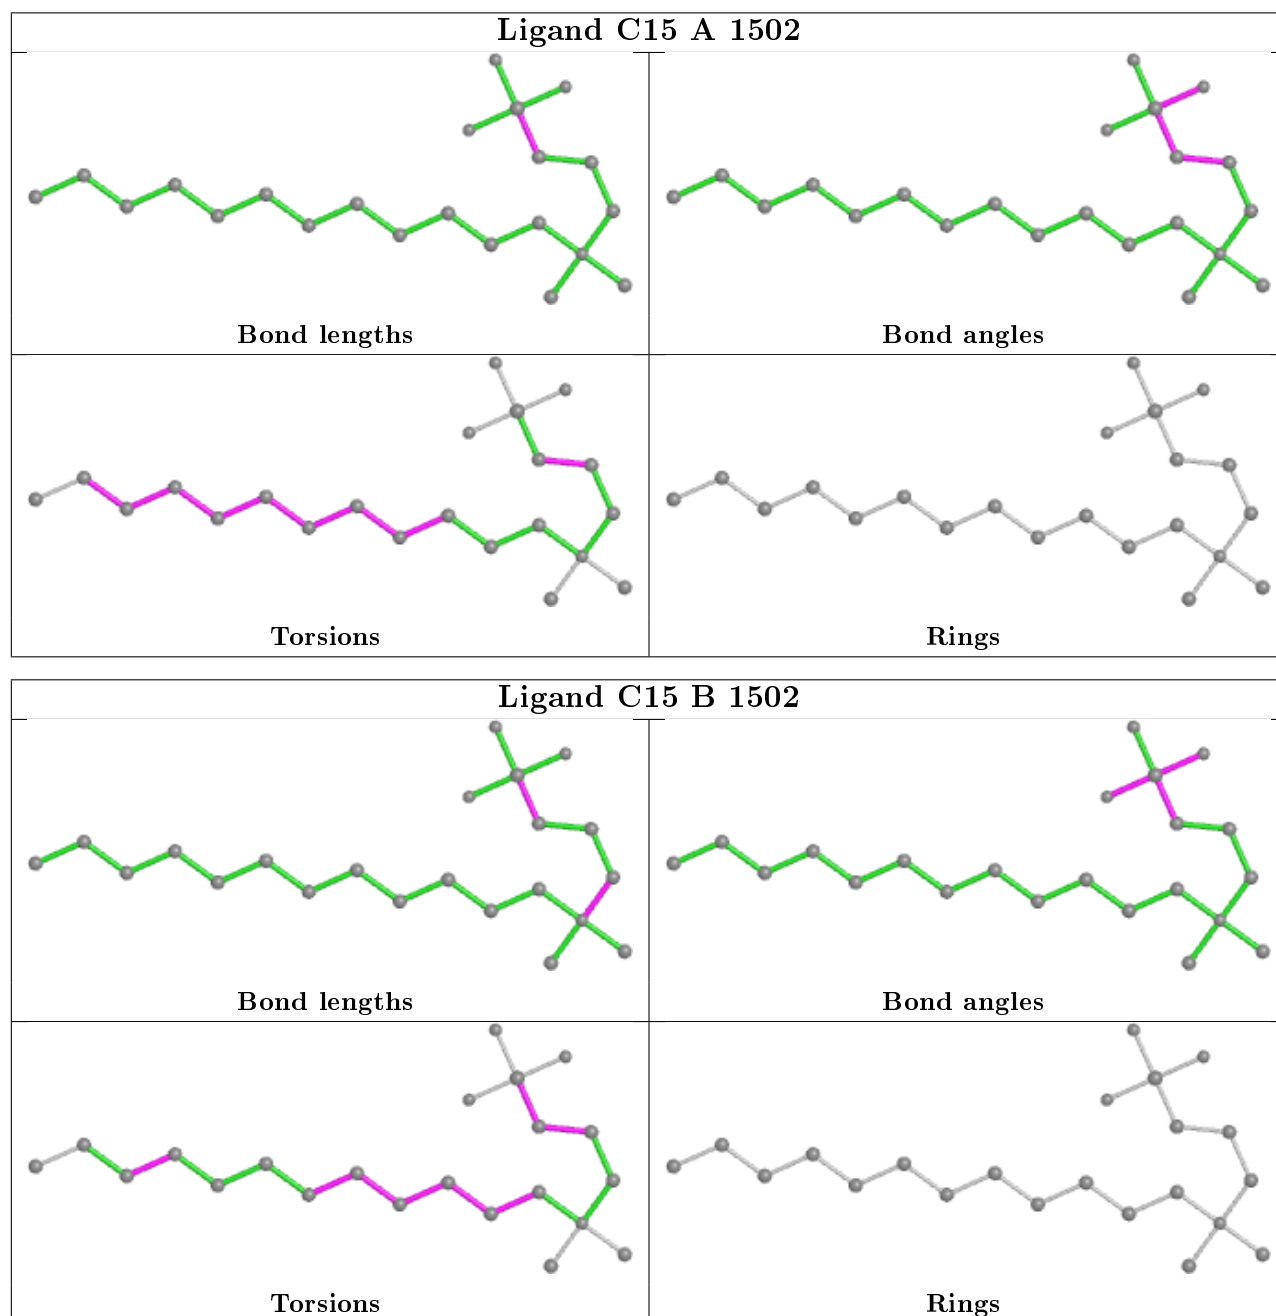 Ligand C15 A 1502
Bond lengths
Bond angles
Torsions
Rings
Ligand C15 B 1502
Bond lengths
Bond angles
Torsions
Rings